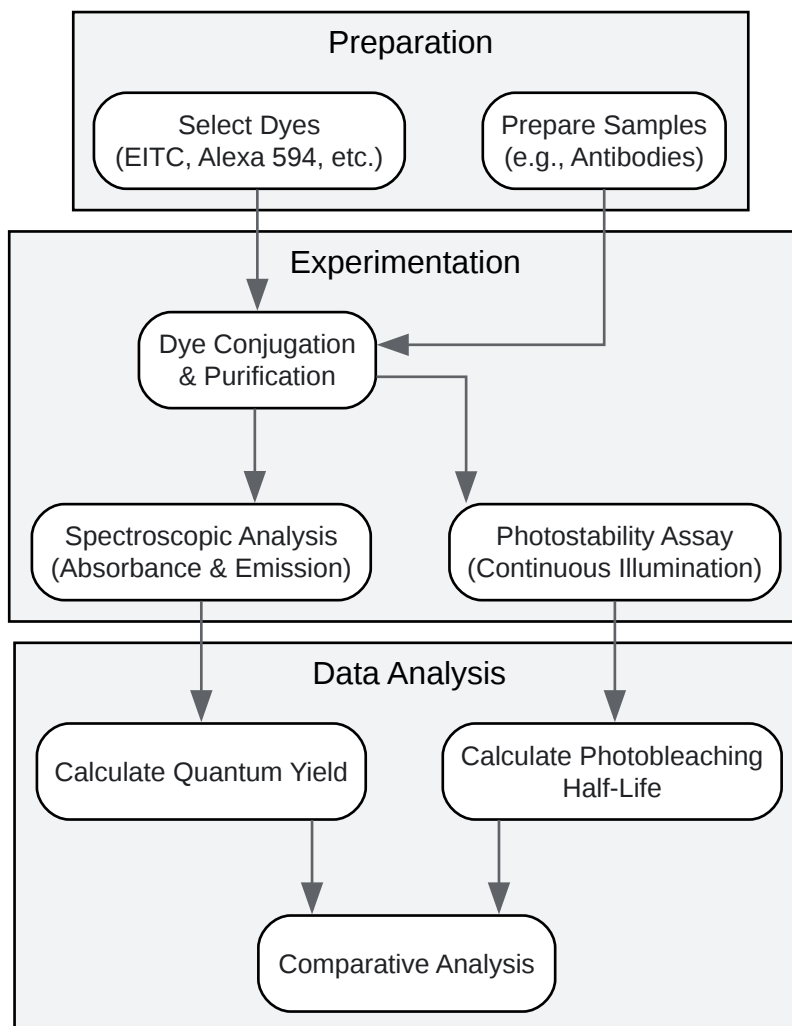 Preparation
Select Dyes
(EITC, Alexa 594, etc.)
Prepare Samples
(e.g., Antibodies)
Experimentation
Dye Conjugation
& Purification
Spectroscopic Analysis
(Absorbance & Emission)
Photostability Assay
(Continuous Illumination)
Data Analysis
Calculate Quantum Yield
Calculate Photobleaching
Half-Life
Comparative Analysis